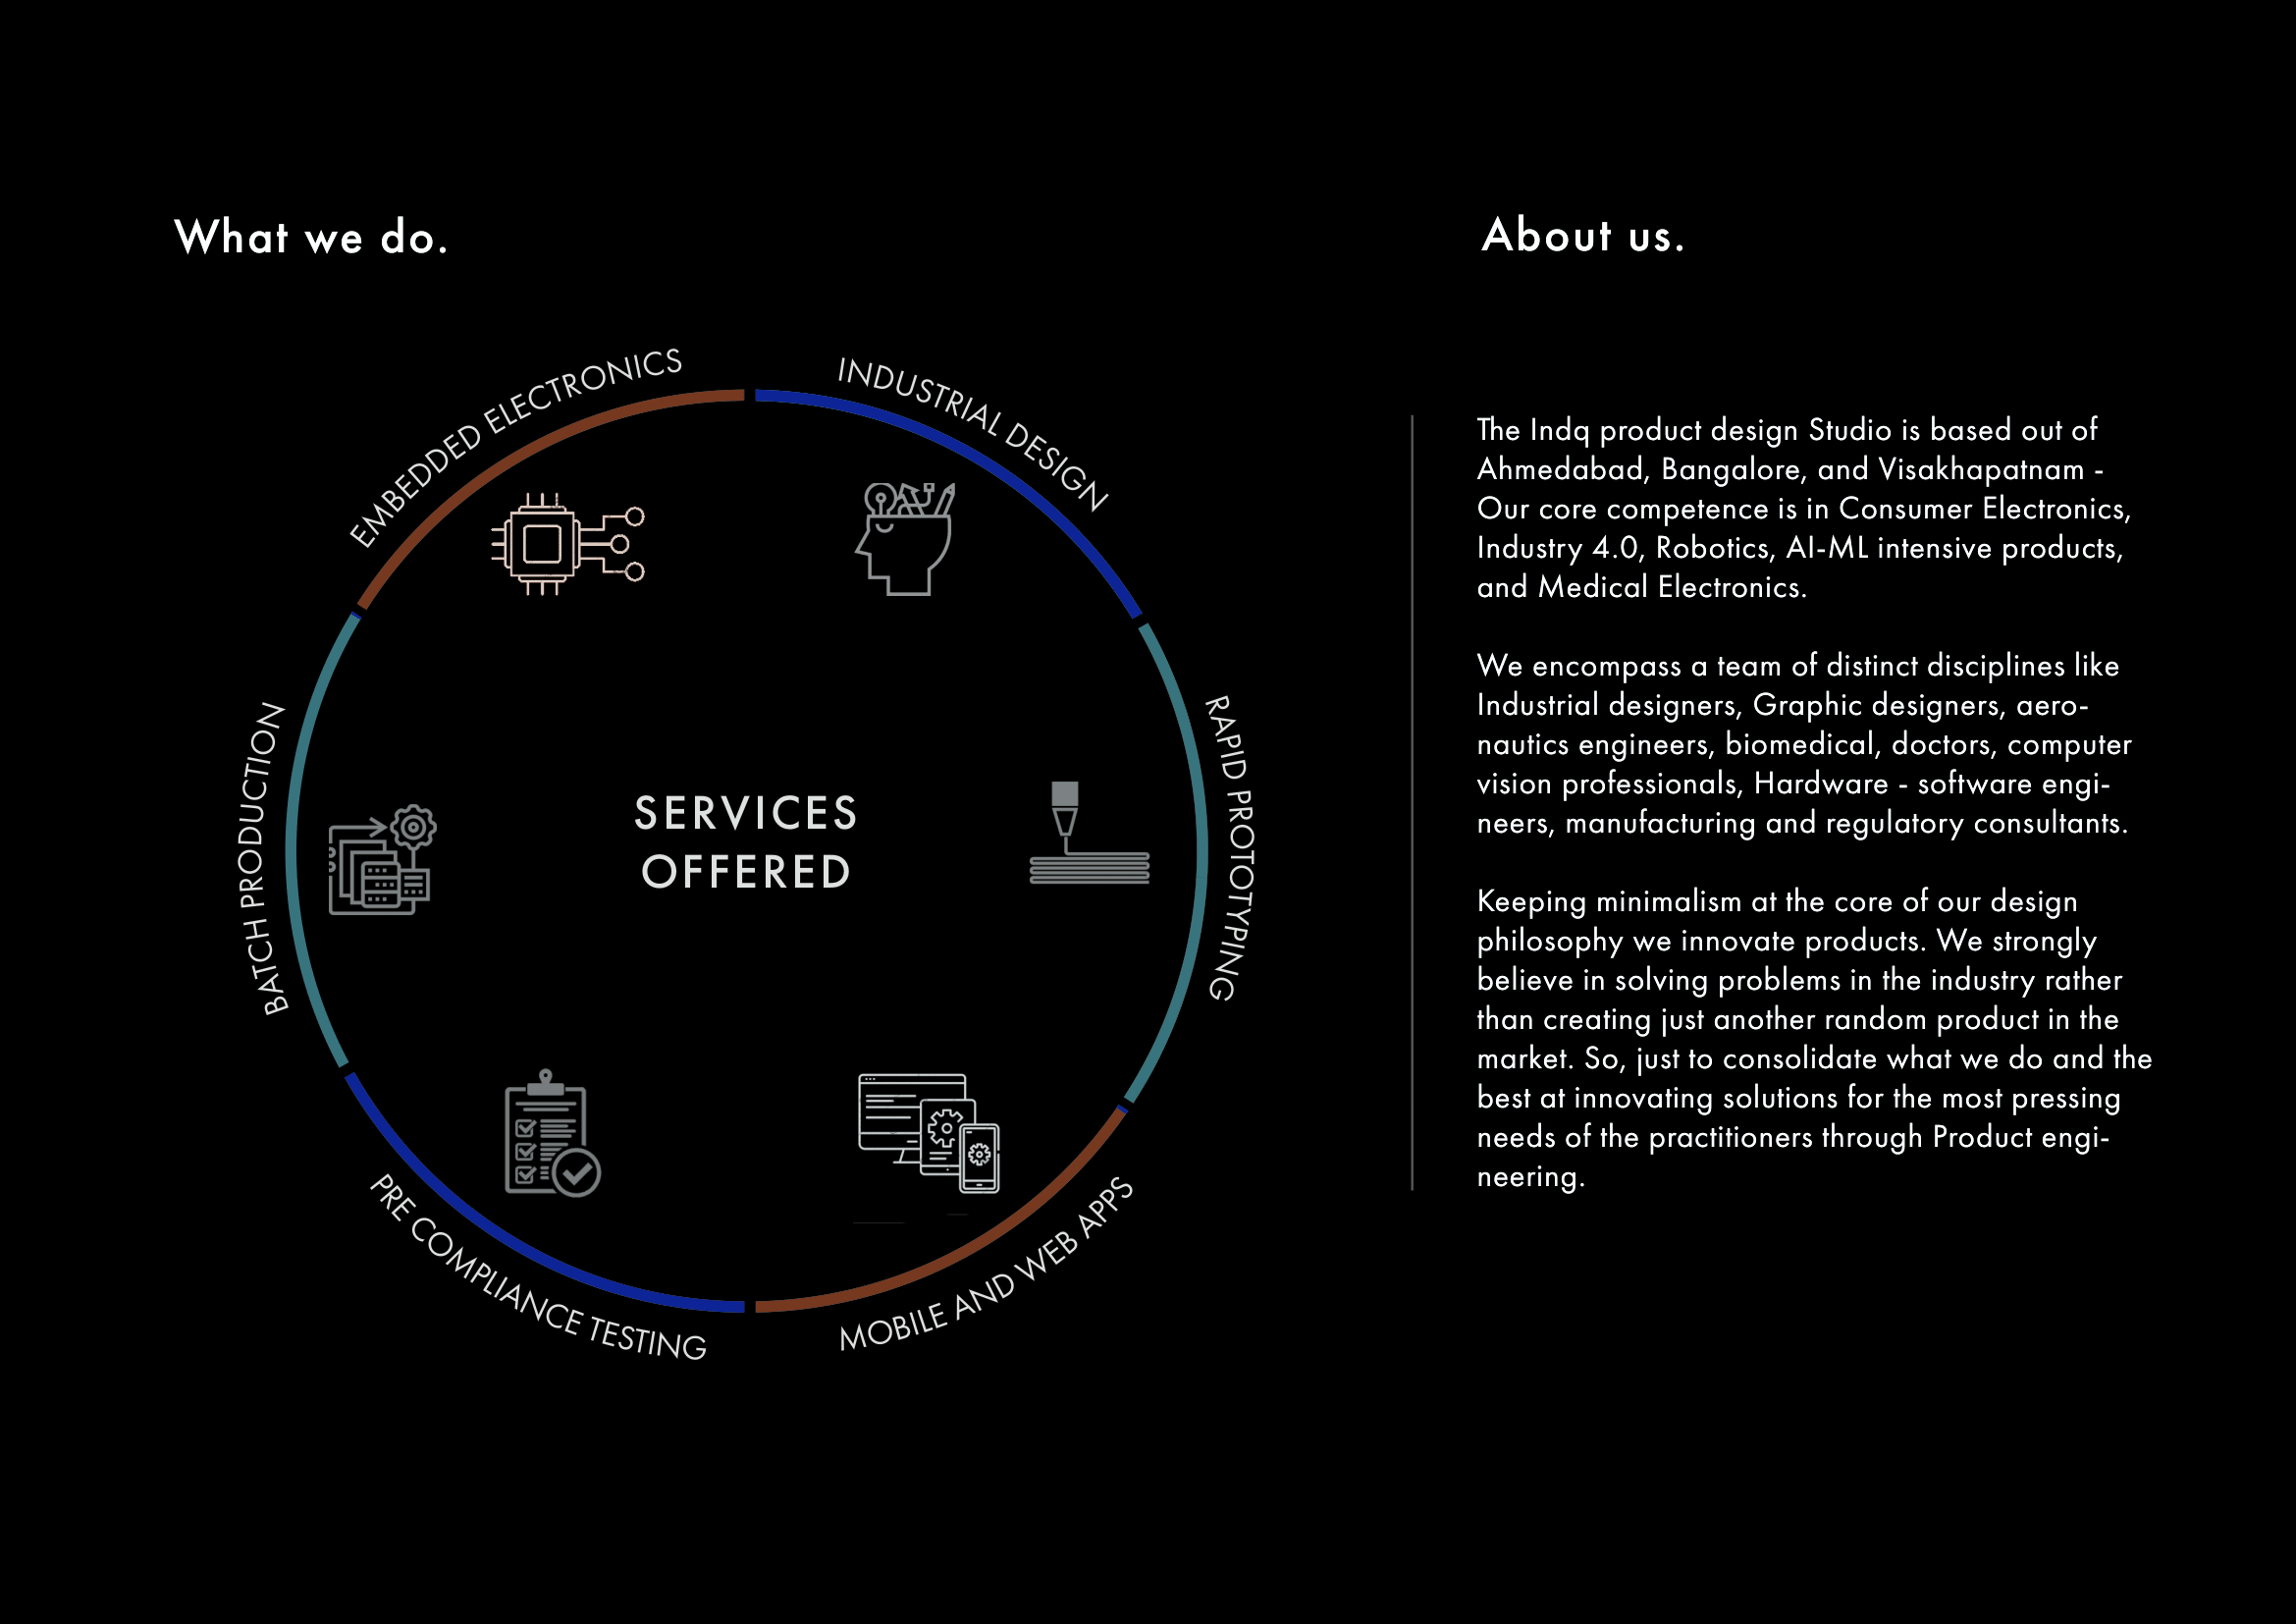 What we do.
EMBEDDED ELECTRONICS
INDUSTRIAL DESIGN
RAPID PROTOTYPING
MOBILE AND WEB APPS
PRE COMPLIANCE TESTING
BATCH PRODUCTION
SERVICES
OFFERED
About us.
The Indq product design Studio is based out of
Ahmedabad, Bangalore, and Visakhapatnam -
Our core competence is in Consumer Electronics,
Industry 4.0, Robotics, AI-ML intensive products,
and Medical Electronics.
We encompass a team of distinct disciplines like
Industrial designers, Graphic designers, aero-
nautics engineers, biomedical, doctors, computer
vision professionals, Hardware - software engi-
neers, manufacturing and regulatory consultants.
Keeping minimalism at the core of our design
philosophy we innovate products. We strongly
believe in solving problems in the industry rather
than creating just another random product in the
market. So, just to consolidate what we do and the
best at innovating solutions for the most pressing
needs of the practitioners through Product engi-
neering.